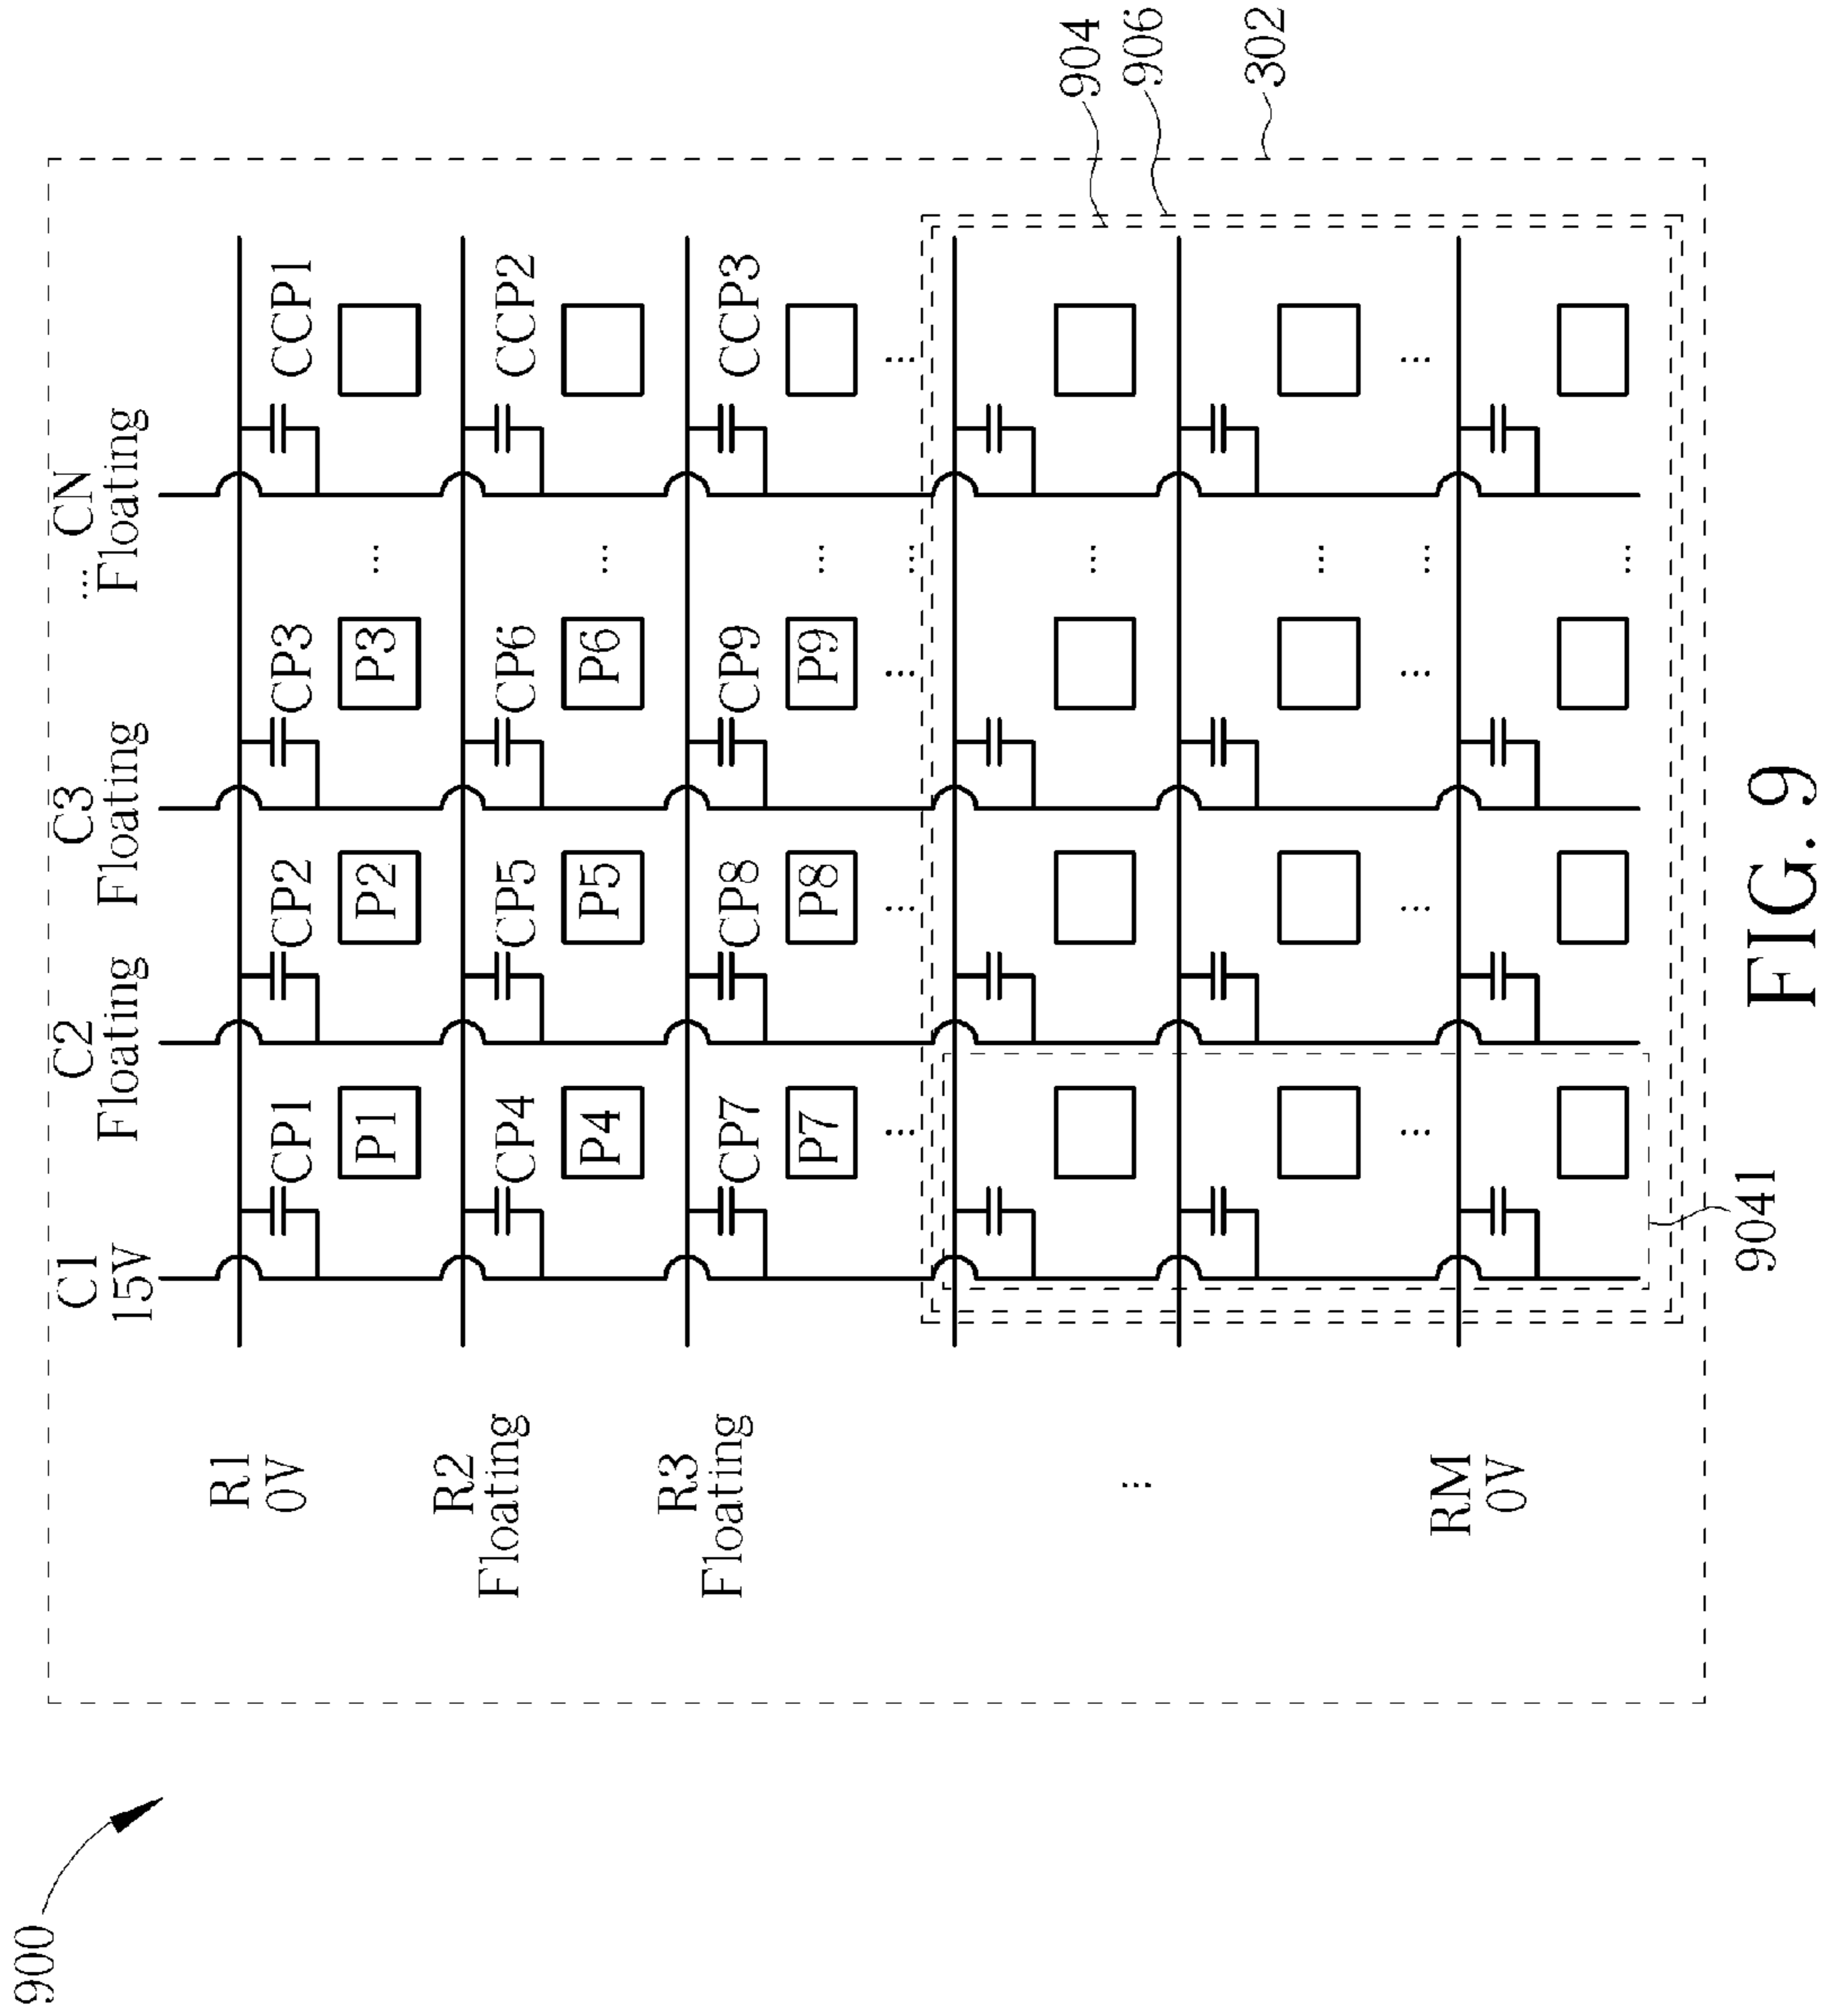 900
C1
15V
C2
Floating
C3
Floating
...
CN
Floating
R1
0V
CP1
CP2
CP3
CCP1
P1
P2
P3
...
R2
Floating
CP4
CP5
CP6
CCP2
P4
P5
P6
...
R3
Floating
CP7
CP8
CP9
CCP3
P7
P8
P9
...
... ... ... ... ...
904
906
...
...
...
302
... ... ... ... ...
RM
0V
...
9041
FIG. 9